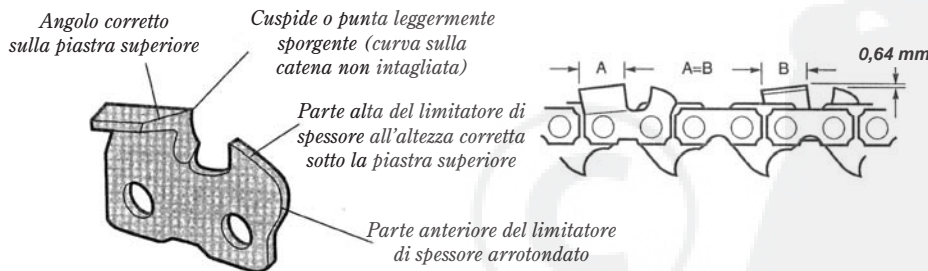 Angolo corretto
sulla piastra superiore
Cuspide o punta leggermente
sporgente (curva sulla
catena non intagliata)
Parte alta del limitatore di
spessore all'altezza corretta
sotto la piastra superiore
Parte anteriore del limitatore
di spessore arrotondato
A
A=B
B
0,64 mm
©